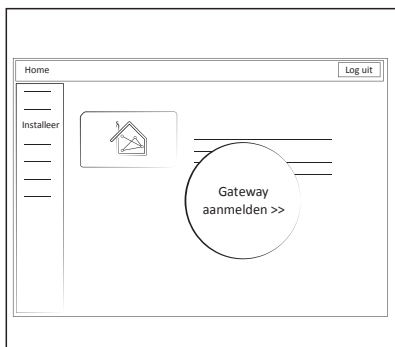 Home
Log uit
Installeer
Gateway
aanmelden >>